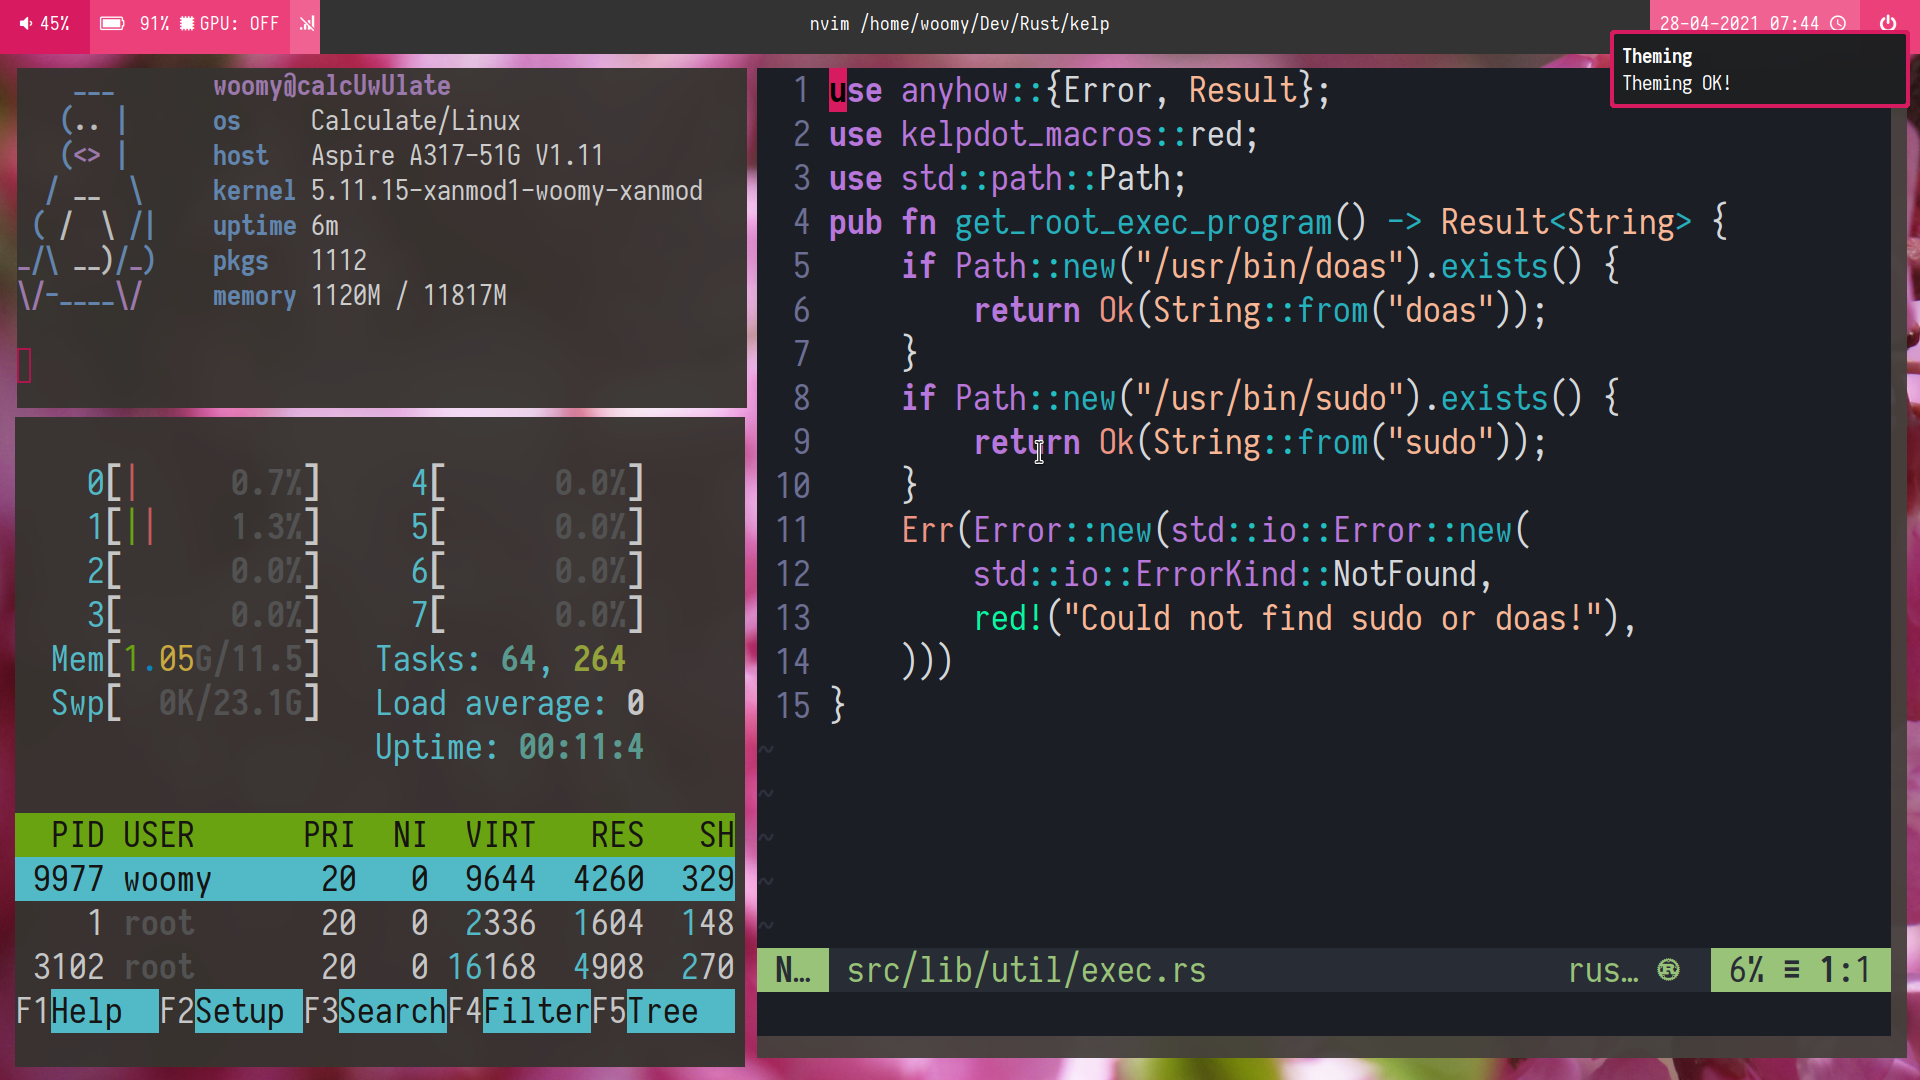 45%
91% GPU: OFF
nvim /home/woomy/Dev/Rust/kelp
28-04-2021 07:44
Theming
Theming OK!
woomy@calcUwUlate
os Calculate/Linux
host Aspire A317-51G V1.11
kernel 5.11.15-xanmod1-woomy-xanmod
uptime 6m
pkgs 1112
memory 1120M / 11817M
0[| 0.7%] 4[ 0.0%]
1[|| 1.3%] 5[ 0.0%]
2[ 0.0%] 6[ 0.0%]
3[ 0.0%] 7[ 0.0%]
Mem[1.05G/11.5] Tasks: 64, 264
Swp[ 0K/23.1G] Load average: 0
Uptime: 00:11:4
PID USER PRI NI VIRT RES SH
9977 woomy 20 0 9644 4260 329
1 root 20 0 2336 1604 148
3102 root 20 0 16168 4908 270
F1Help F2Setup F3SearchF4FilterF5Tree
1 use anyhow::{Error, Result};
2 use kelpdot_macros::red;
3 use std::path::Path;
4 pub fn get_root_exec_program() -> Result<String> {
5     if Path::new("/usr/bin/doas").exists() {
6         return Ok(String::from("doas"));
7     }
8     if Path::new("/usr/bin/sudo").exists() {
9         return Ok(String::from("sudo"));
10     }
11     Err(Error::new(std::io::Error::new(
12         std::io::ErrorKind::NotFound,
13         red!("Could not find sudo or doas!"),
14     )))
15 }
~
~
~
~
~
N… src/lib/util/exec.rs rus… 6% ≡ 1:1